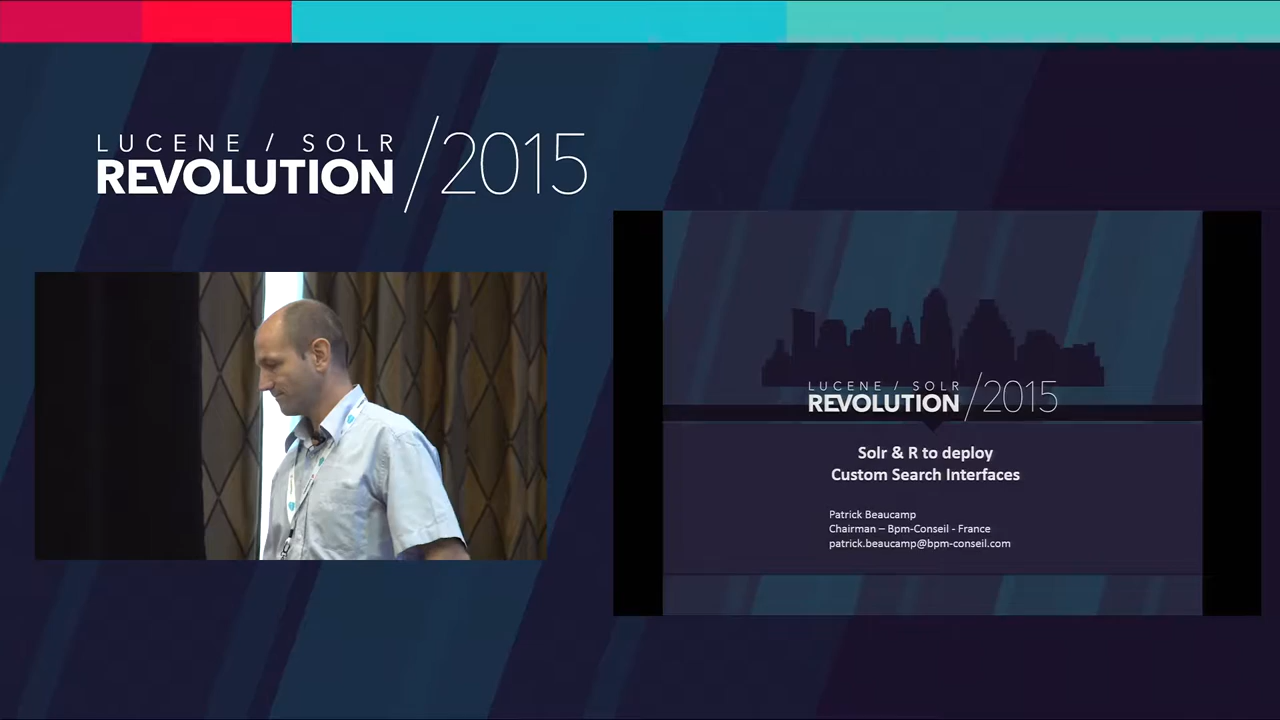 LUCENE / SOLR
REVOLUTION /2015
LUCENE / SOLR
REVOLUTION /2015
Solr & R to deploy
Custom Search Interfaces
Patrick Beaucamp
Chairman – Bpm-Conseil - France
patrick.beaucamp@bpm-conseil.com